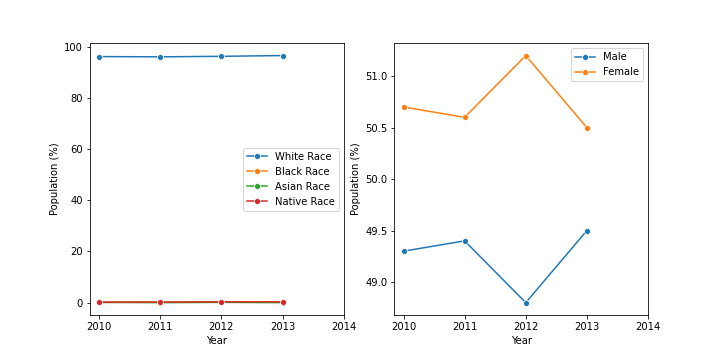 100
80
60
40
20
0
Population (%)
2010 2011 2012 2013 2014
Year
White Race
Black Race
Asian Race
Native Race
51.0
50.5
50.0
49.5
49.0
Population (%)
2010 2011 2012 2013 2014
Year
Male
Female